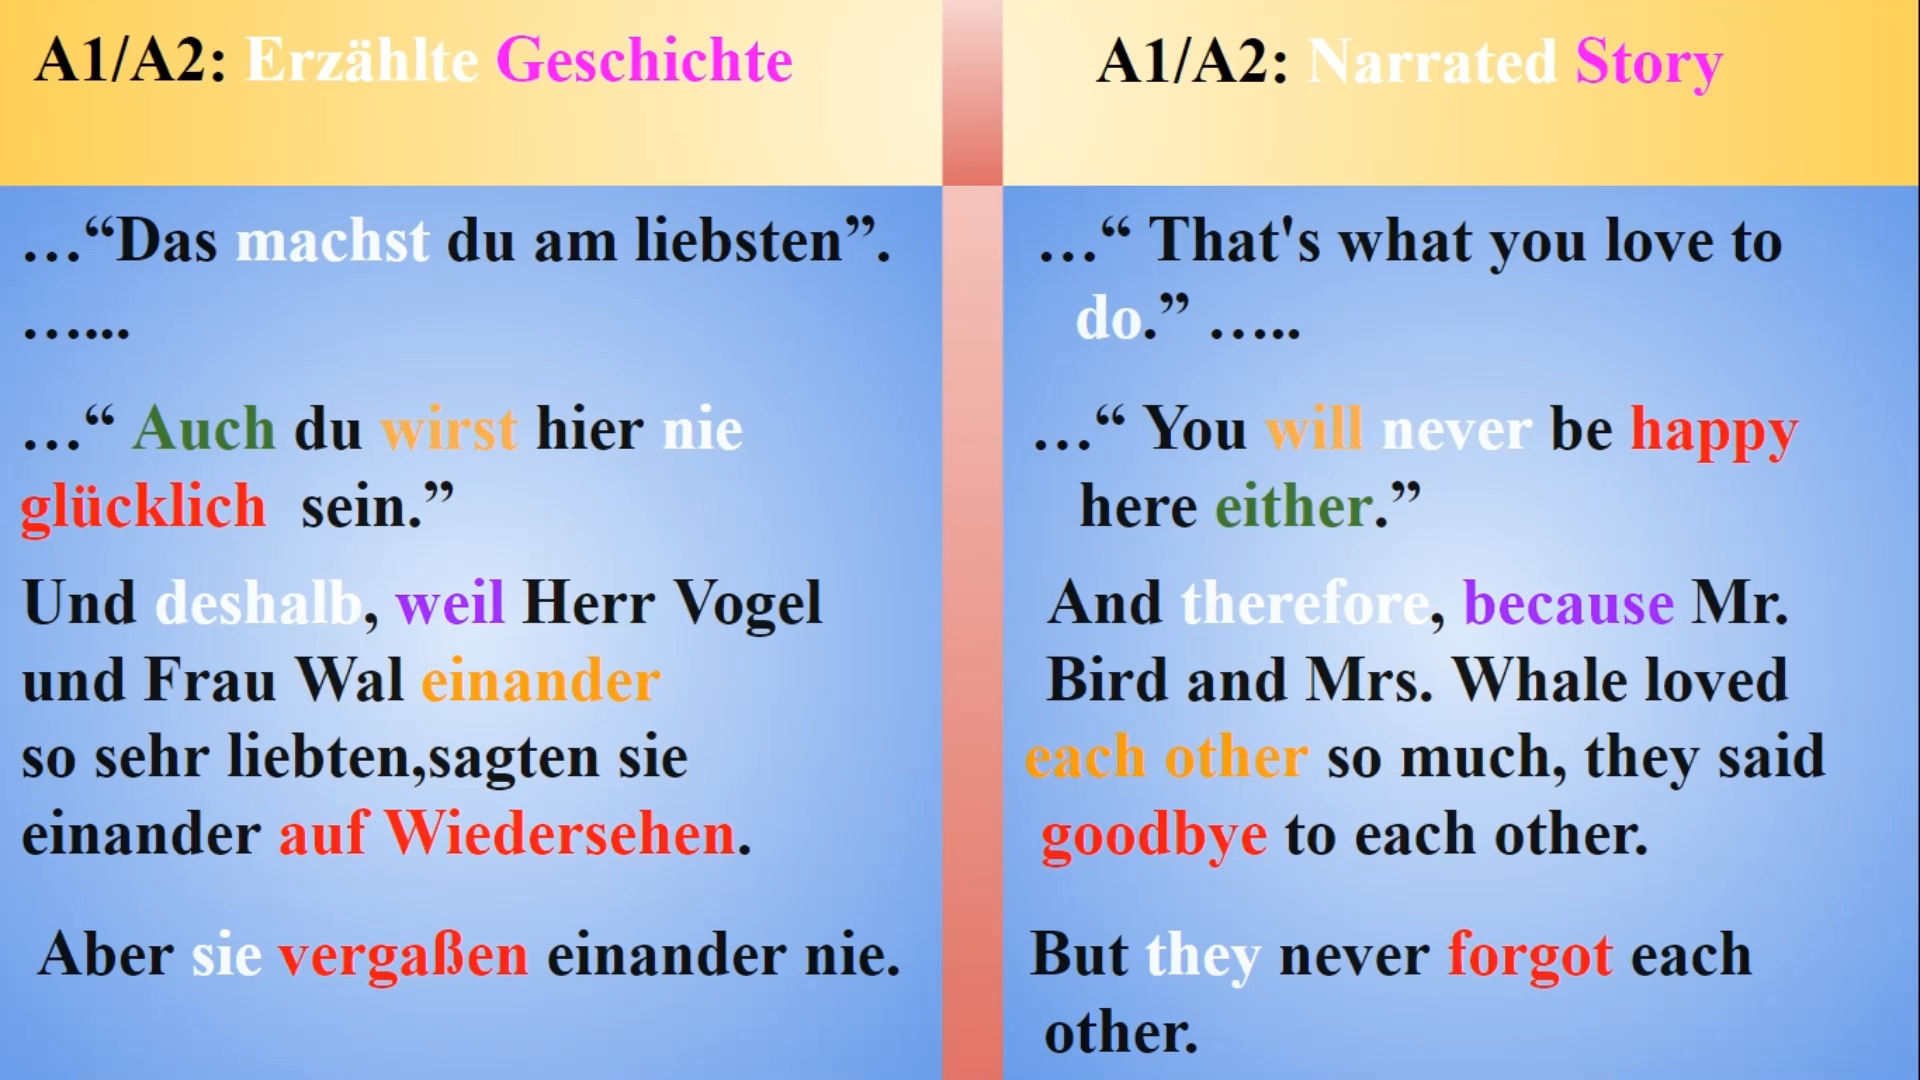 A1/A2: Erzählte Geschichte
…“Das machst du am liebsten”.
…...
…“ Auch du wirst hier nie
glücklich sein.”
Und deshalb, weil Herr Vogel
und Frau Wal einander
so sehr liebten,sagten sie
einander auf Wiedersehen.
Aber sie vergaßen einander nie.
A1/A2: Narrated Story
…“ That's what you love to
do.” …..
…“ You will never be happy
here either.”
And therefore, because Mr.
Bird and Mrs. Whale loved
each other so much, they said
goodbye to each other.
But they never forgot each
other.